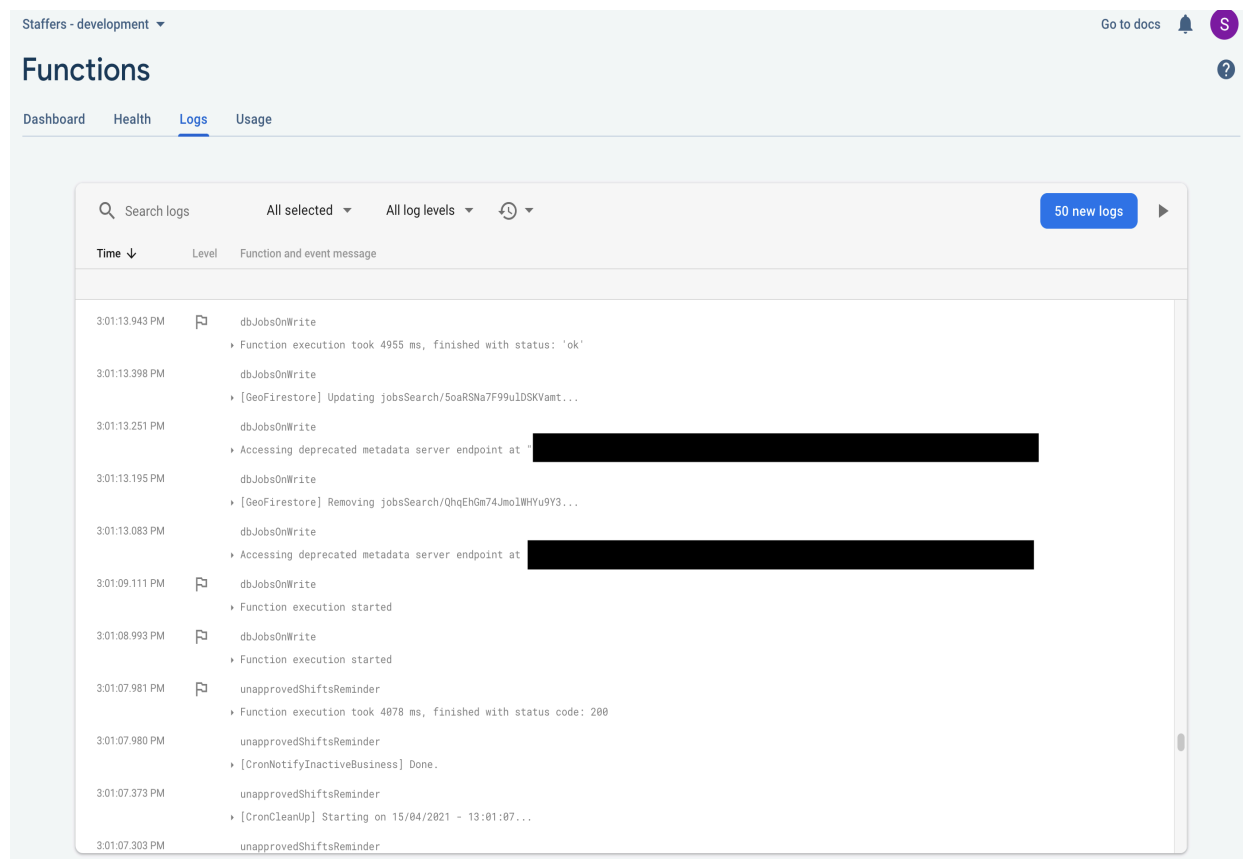 Staffers - development
Go to docs
S
Functions
?
Dashboard Health Logs Usage
Search logs All selected All log levels 50 new logs
Time Level Function and event message
3:01:13.943 PM dbJobsOnWrite
Function execution took 4955 ms, finished with status: 'ok'
3:01:13.398 PM dbJobsOnWrite
[GeoFirestore] Updating jobsSearch/5oaRSNa7F99ulDSKVamt...
3:01:13.251 PM dbJobsOnWrite
Accessing deprecated metadata server endpoint at "
3:01:13.195 PM dbJobsOnWrite
[GeoFirestore] Removing jobsSearch/QhqEhGm74JmolWHYu9Y3...
3:01:13.083 PM dbJobsOnWrite
Accessing deprecated metadata server endpoint at
3:01:09.111 PM dbJobsOnWrite
Function execution started
3:01:08.993 PM dbJobsOnWrite
Function execution started
3:01:07.981 PM unapprovedShiftsReminder
Function execution took 4078 ms, finished with status code: 200
3:01:07.980 PM unapprovedShiftsReminder
[CronNotifyInactiveBusiness] Done.
3:01:07.373 PM unapprovedShiftsReminder
[CronCleanUp] Starting on 15/04/2021 - 13:01:07...
3:01:07.303 PM unapprovedShiftsReminder